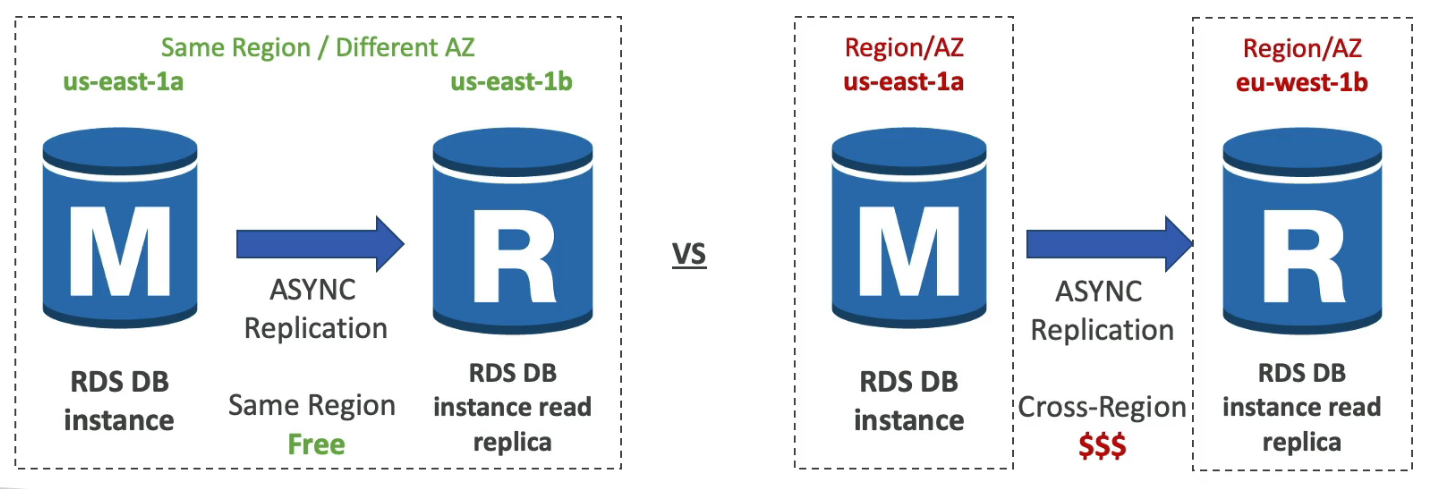 Same Region / Different AZ
us-east-1a
us-east-1b
M
R
ASYNC
Replication
RDS DB
instance
Same Region
Free
RDS DB
instance read
replica
VS
Region/AZ
us-east-1a
M
RDS DB
instance
ASYNC
Replication
Cross-Region
$$$
Region/AZ
eu-west-1b
R
RDS DB
instance read
replica